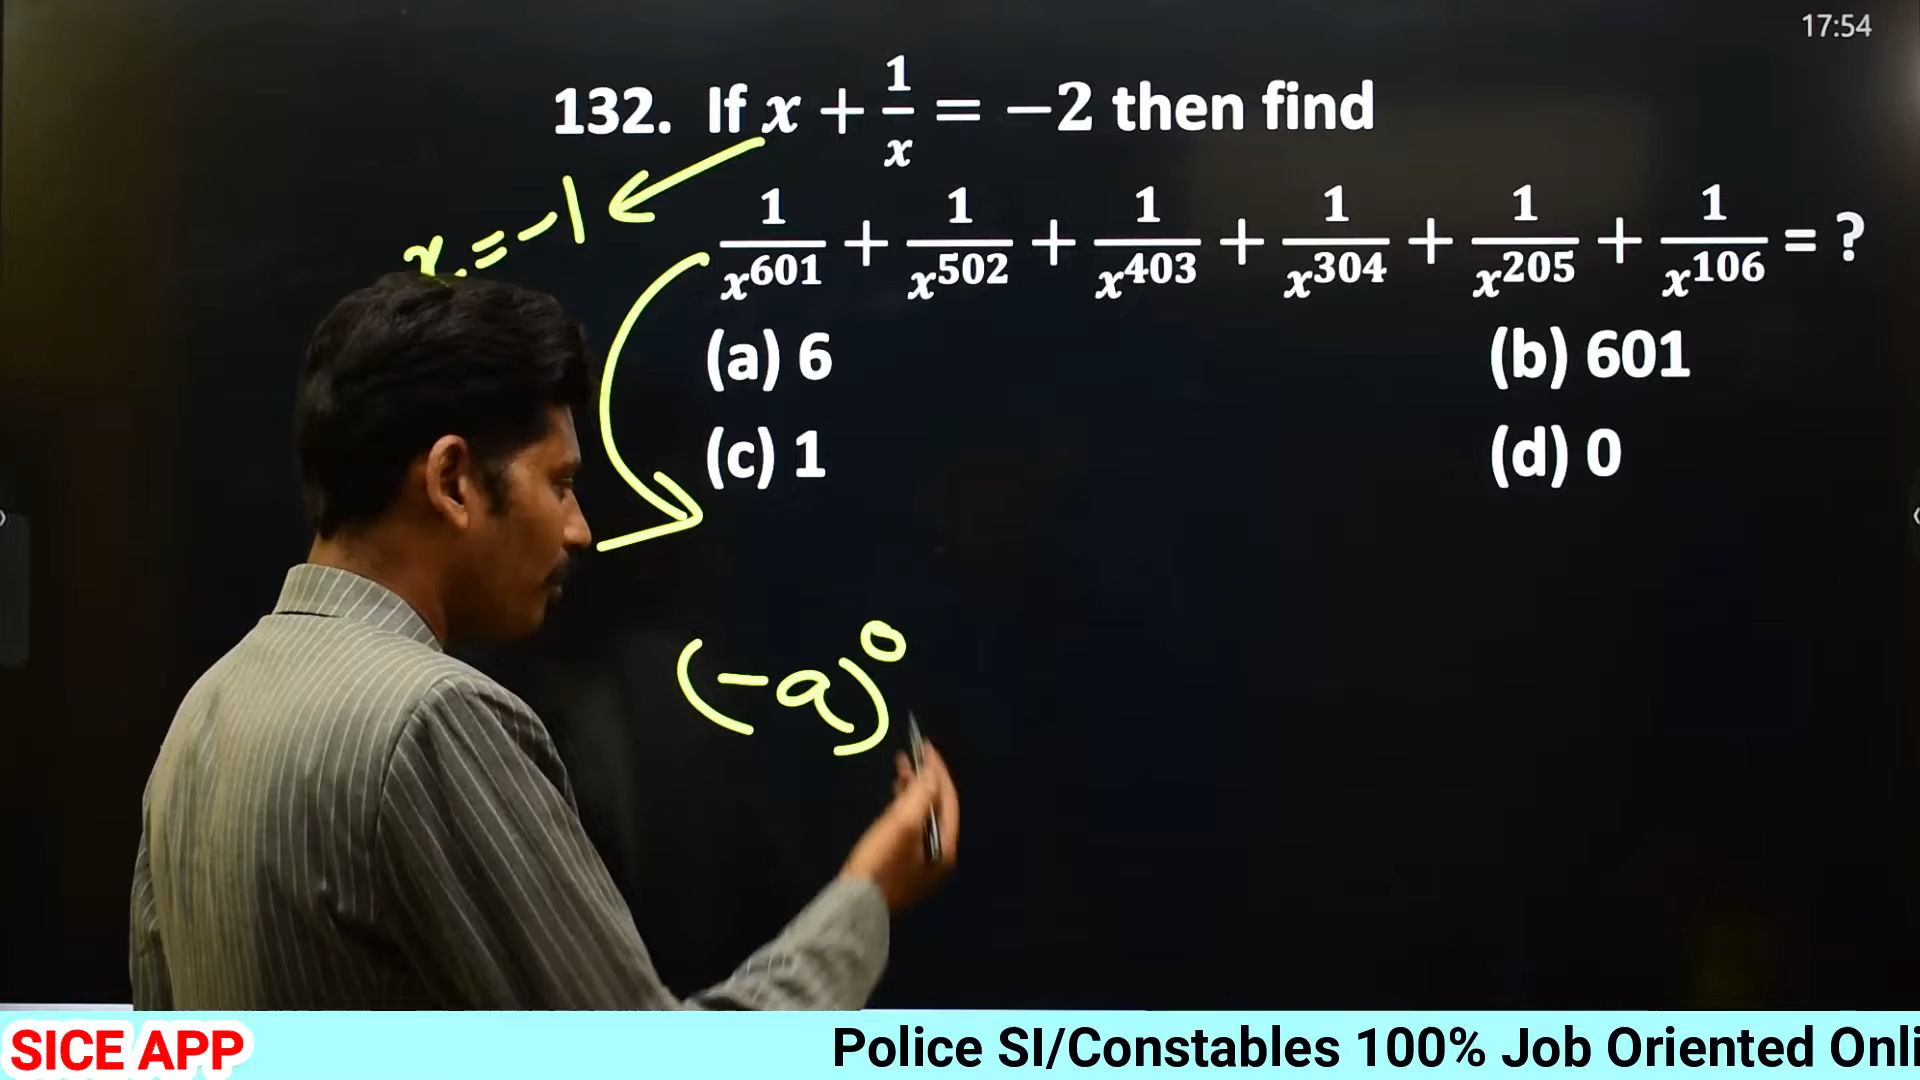 17:54
132. If x + 1/x = −2 then find
x = -1
1/x^601 + 1/x^502 + 1/x^403 + 1/x^304 + 1/x^205 + 1/x^106 = ?
(a) 6 (b) 601
(c) 1 (d) 0
(-a)^0
SICE APP Police SI/Constables 100% Job Oriented Onli